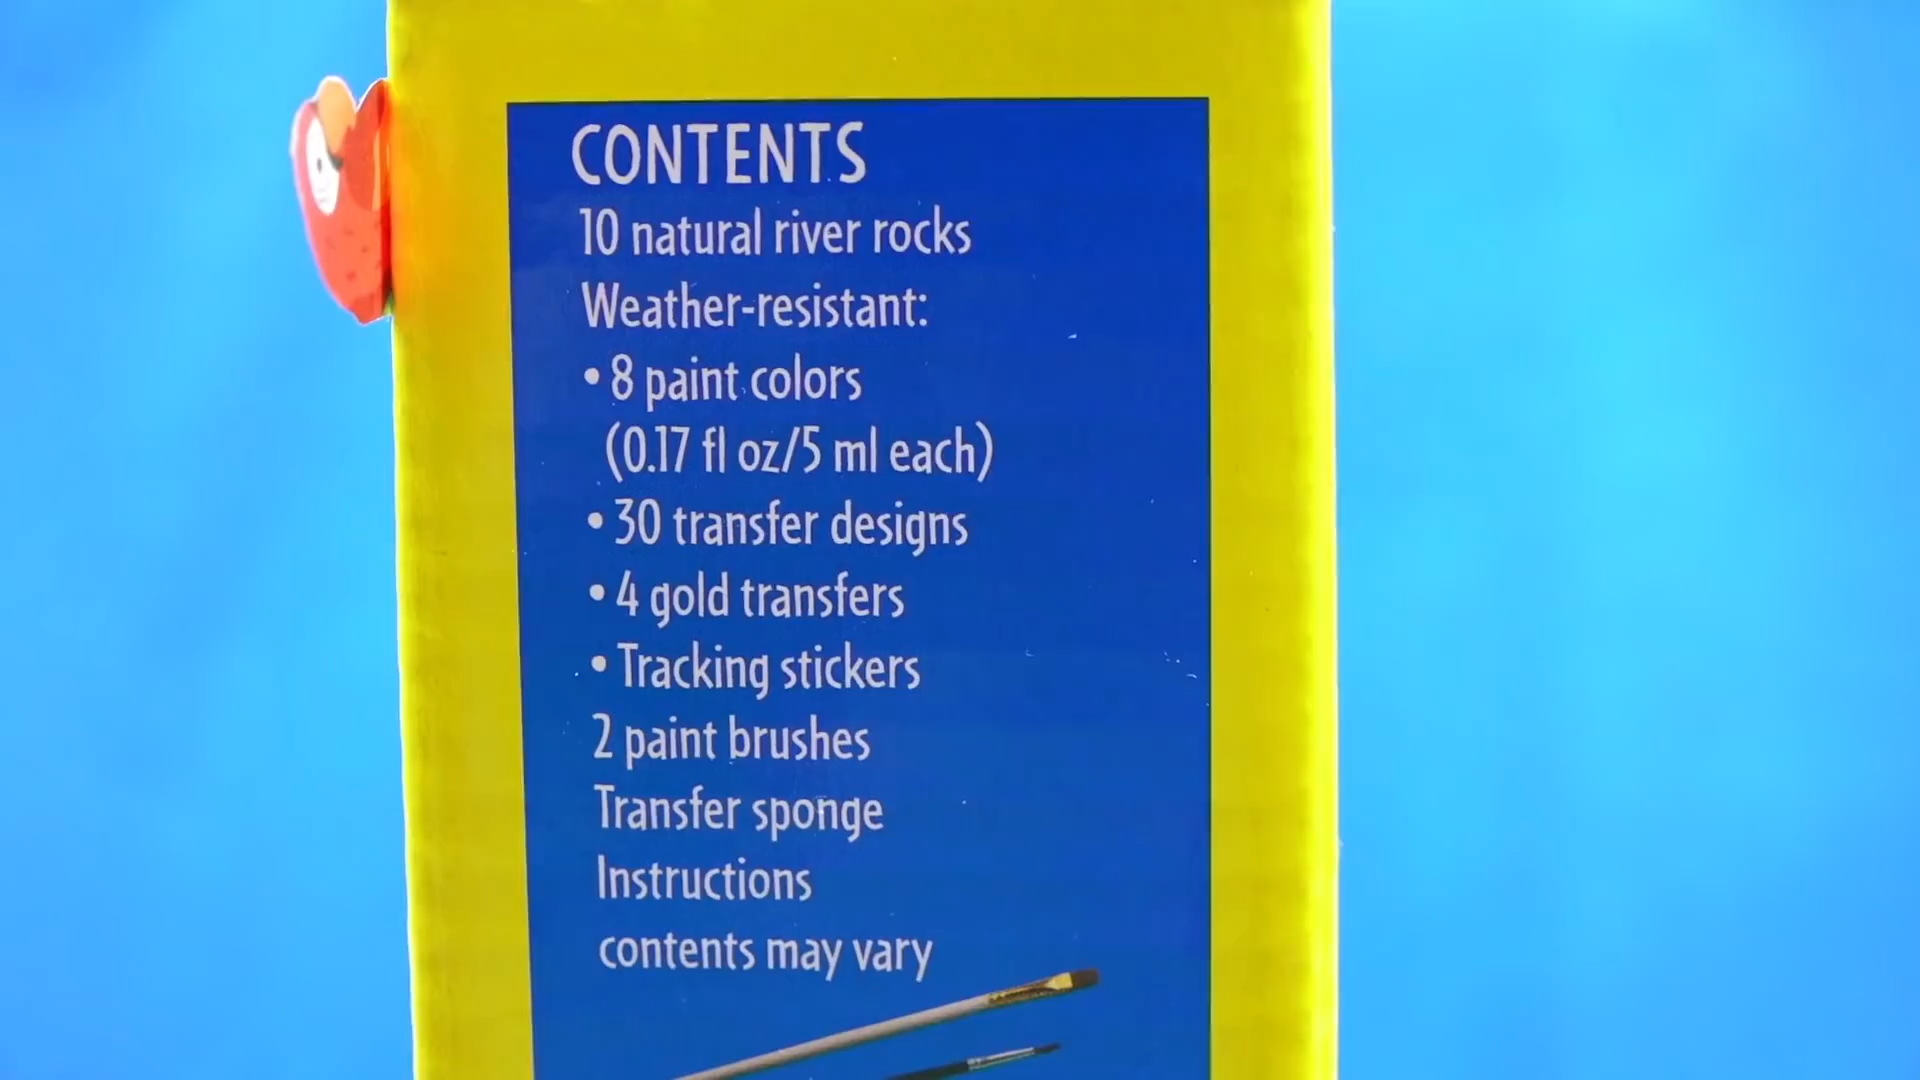 CONTENTS
10 natural river rocks
Weather-resistant:
• 8 paint colors
(0.17 fl oz/5 ml each)
• 30 transfer designs
• 4 gold transfers
• Tracking stickers
2 paint brushes
Transfer sponge
Instructions
contents may vary